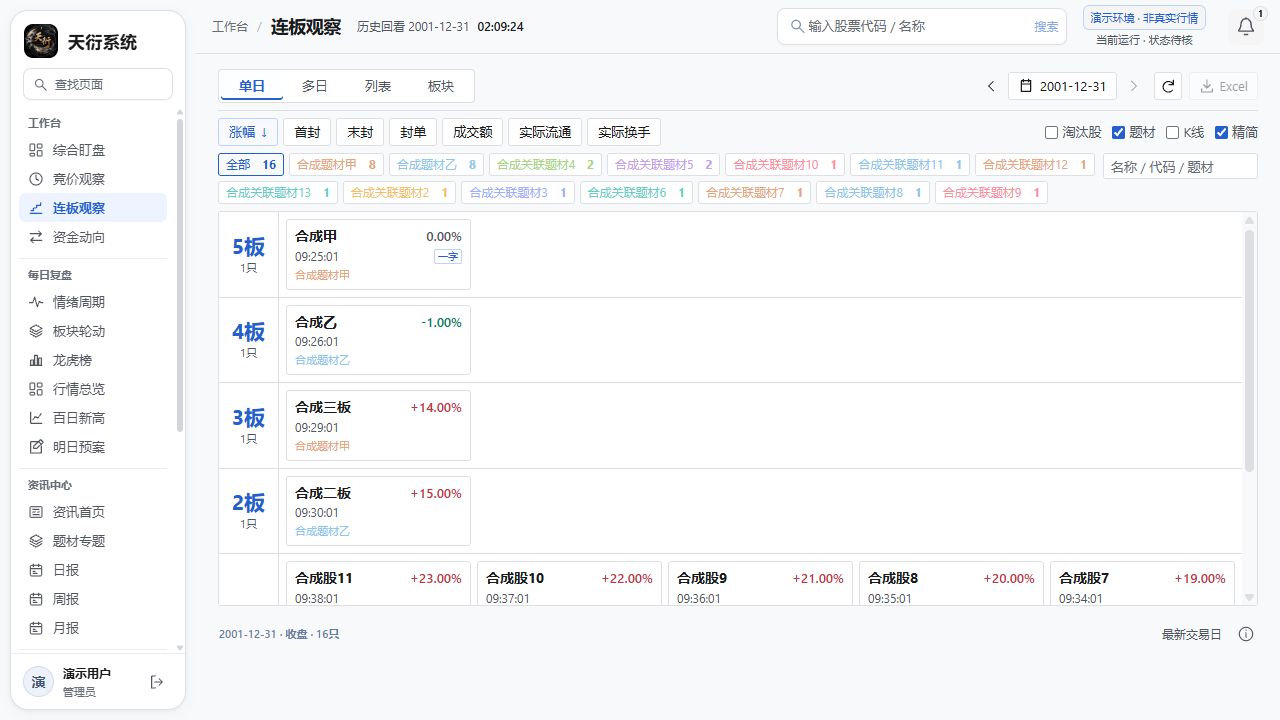 天衍系统
查找页面
工作台
综合盯盘
竞价观察
连板观察
资金动向
每日复盘
情绪周期
板块轮动
龙虎榜
行情总览
百日新高
明日预案
资讯中心
资讯首页
题材专题
日报
周报
月报
演 演示用户
管理员
工作台 / 连板观察 历史回看 2001-12-31 02:09:24
输入股票代码 / 名称 搜索
演示环境 · 非真实行情
当前运行 · 状态待核
1
单日 多日 列表 板块
2001-12-31 Excel
涨幅 ↓ 首封 未封 封单 成交额 实际流通 实际换手
淘汰股 题材 K线 精简
全部 16 合成题材甲 8 合成题材乙 8 合成关联题材4 2 合成关联题材5 2 合成关联题材10 1 合成关联题材11 1 合成关联题材12 1
名称 / 代码 / 题材
合成关联题材13 1 合成关联题材2 1 合成关联题材3 1 合成关联题材6 1 合成关联题材7 1 合成关联题材8 1 合成关联题材9 1
5板
1只
合成甲 0.00%
09:25:01 一字
合成题材甲
4板
1只
合成乙 -1.00%
09:26:01
合成题材乙
3板
1只
合成三板 +14.00%
09:29:01
合成题材甲
2板
1只
合成二板 +15.00%
09:30:01
合成题材乙
合成股11 +23.00% 合成股10 +22.00% 合成股9 +21.00% 合成股8 +20.00% 合成股7 +19.00%
09:38:01 09:37:01 09:36:01 09:35:01 09:34:01
2001-12-31 · 收盘 · 16只
最新交易日